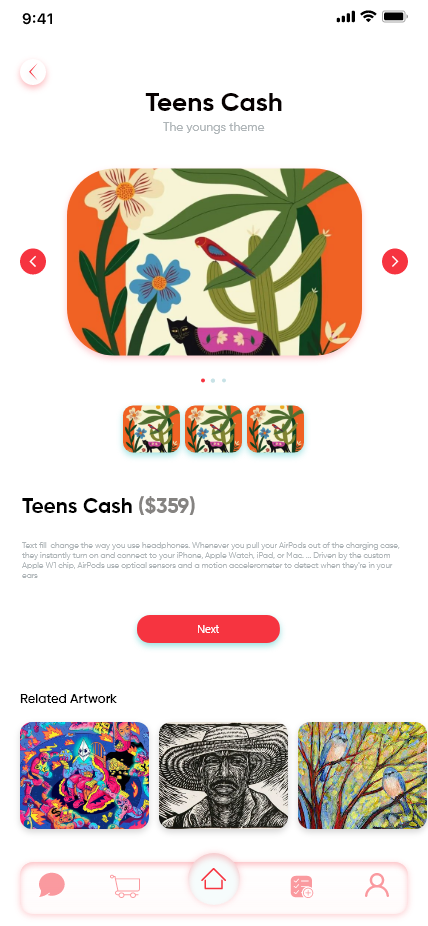 9:41
Teens Cash
The youngs theme
Teens Cash ($359)
Text fill change the way you use headphones. Whenever you pull your AirPods out of the charging case,
they instantly turn on and connect to your iPhone, Apple Watch, iPad, or Mac. ... Driven by the custom
Apple W1 chip, AirPods use optical sensors and a motion accelerometer to detect when they're in your
ears
Next
Related Artwork